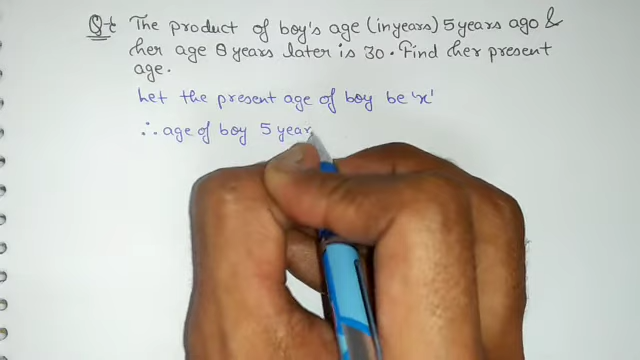 Q: The product of boy's age (in years) 5 years ago &
her age 8 years later is 30. Find her present
age.
Let the present age of boy be 'x'
∴ age of boy 5 year